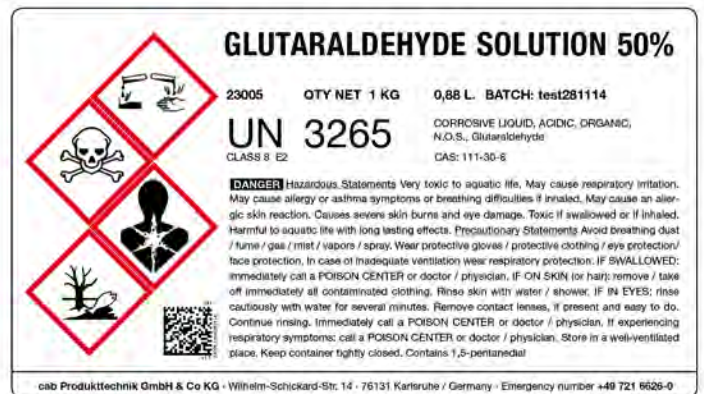 GLUTARALDEHYDE SOLUTION 50%
23005 QTY NET 1 KG 0,88 L. BATCH: test281114
UN 3265
CLASS 8 E2
CORROSIVE LIQUID, ACIDIC, ORGANIC,
N.O.S., Glutaraldehyde
CAS: 111-30-6
DANGER Hazardous Statements Very toxic to aquatic life. May cause respiratory irritation.
May cause allergy or asthma symptoms or breathing difficulties if inhaled. May cause an aller-
gic skin reaction. Causes severe skin burns and eye damage. Toxic if swallowed or if inhaled.
Harmful to aquatic life with long lasting effects. Precautionary Statements Avoid breathing dust
/ fume / gas / mist / vapors / spray. Wear protective gloves / protective clothing / eye protection/
face protection. In case of inadequate ventilation wear respiratory protection. IF SWALLOWED:
immediately call a POISON CENTER or doctor / physician. IF ON SKIN (or hair): remove / take
off immediately all contaminated clothing. Rinse skin with water / shower. IF IN EYES: rinse
cautiously with water for several minutes. Remove contact lenses, if present and easy to do.
Continue rinsing. Immediately call a POISON CENTER or doctor / physician. If experiencing
respiratory symptoms: call a POISON CENTER or doctor / physician. Store in a well-ventilated
place. Keep container tightly closed. Contains 1,5-pentanedial
cab Produkttechnik GmbH & Co KG · Wilhelm-Schickard-Str. 14 · 76131 Karlsruhe / Germany · Emergency number +49 721 6626-0